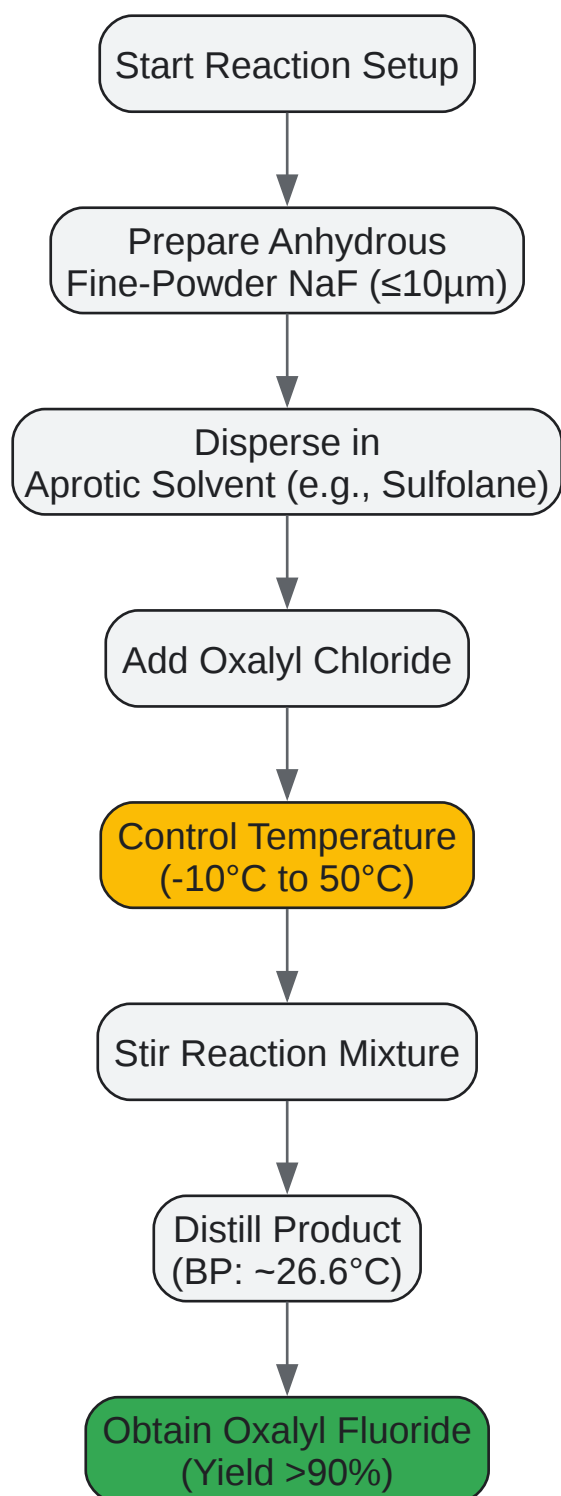 Start Reaction Setup
Prepare Anhydrous
Fine-Powder NaF (≤10µm)
Disperse in
Aprotic Solvent (e.g., Sulfolane)
Add Oxalyl Chloride
Control Temperature
(-10°C to 50°C)
Stir Reaction Mixture
Distill Product
(BP: ~26.6°C)
Obtain Oxalyl Fluoride
(Yield >90%)